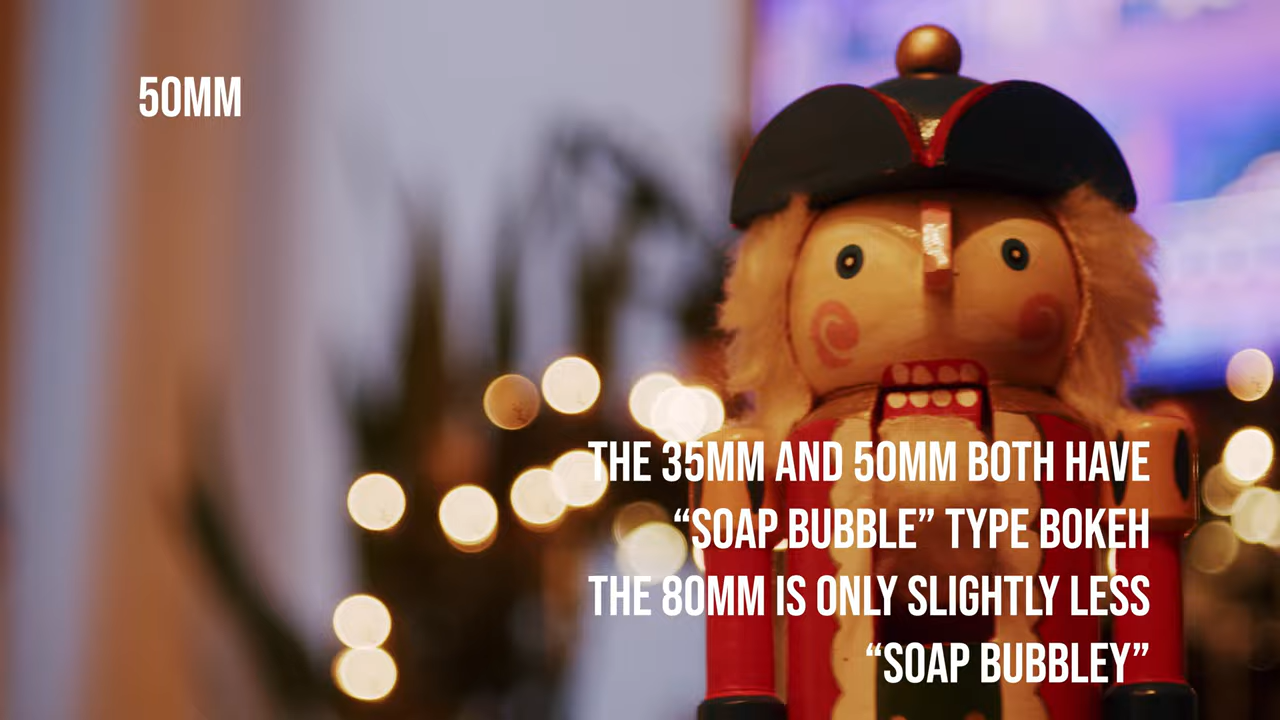 50MM
THE 35MM AND 50MM BOTH HAVE
“SOAP BUBBLE” TYPE BOKEH
THE 80MM IS ONLY SLIGHTLY LESS
“SOAP BUBBLEY”